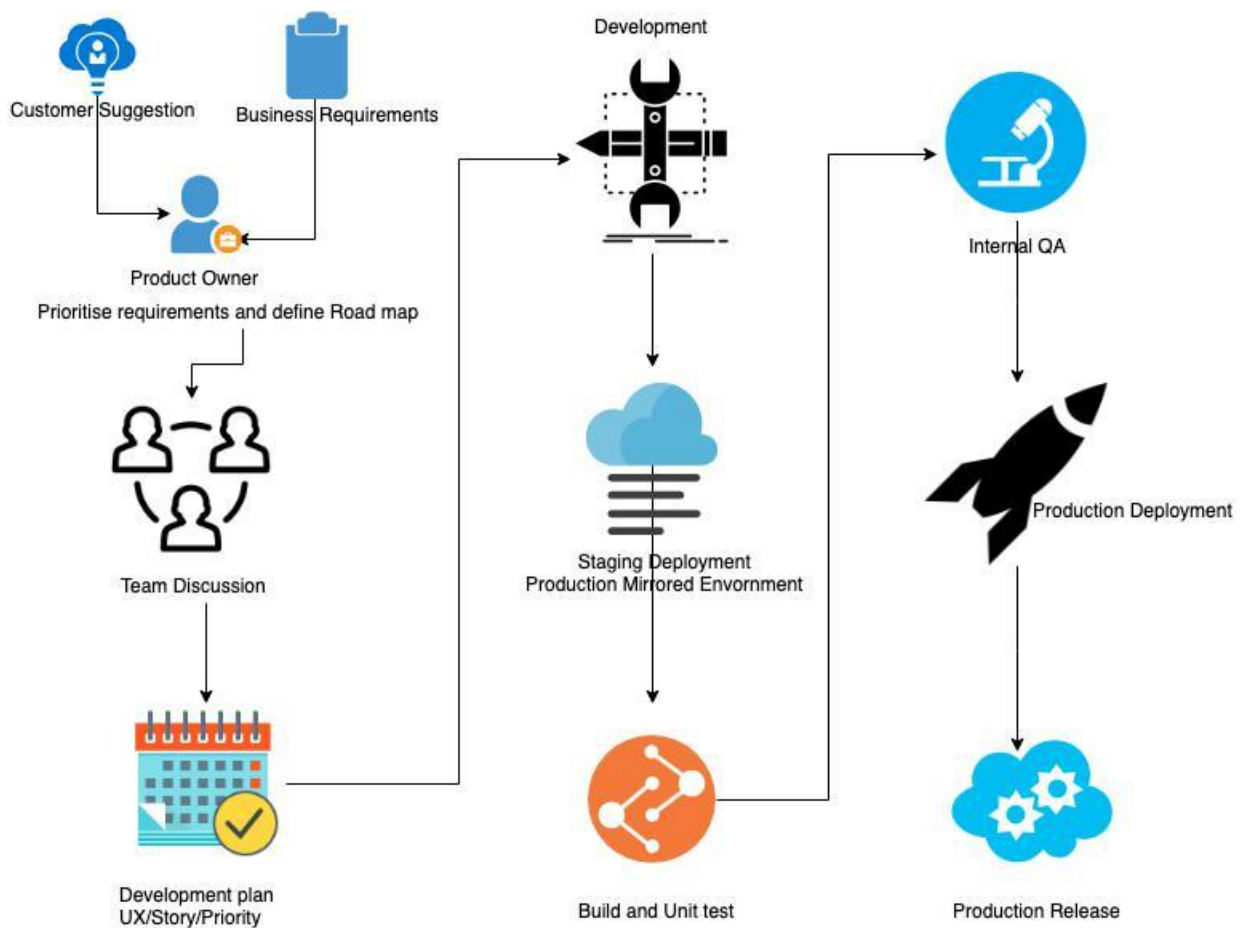 Customer Suggestion
Business Requirements
Product Owner
Prioritise requirements and define Road map
Team Discussion
Development plan
UX/Story/Priority
Development
Staging Deployment
Production Mirrored Envornment
Build and Unit test
Internal QA
Production Deployment
Production Release